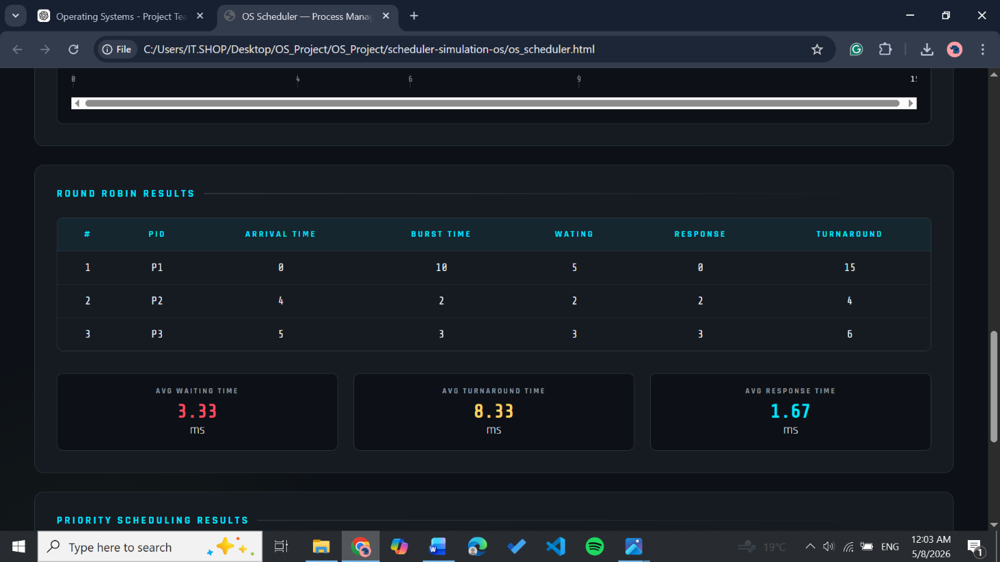 Operating Systems - Project Tea
OS Scheduler — Process Mana
File
C:/Users/IT.SHOP/Desktop/OS_Project/OS_Project/scheduler-simulation-os/os_scheduler.html
0 4 6 9
ROUND ROBIN RESULTS
# PID ARRIVAL TIME BURST TIME WATING RESPONSE TURNAROUND
1 P1 0 10 5 0 15
2 P2 4 2 2 2 4
3 P3 5 3 3 3 6
AVG WAITING TIME
3.33
ms
AVG TURNAROUND TIME
8.33
ms
AVG RESPONSE TIME
1.67
ms
PRIORITY SCHEDULING RESULTS
Type here to search
19°C
ENG
12:03 AM
5/8/2026
1